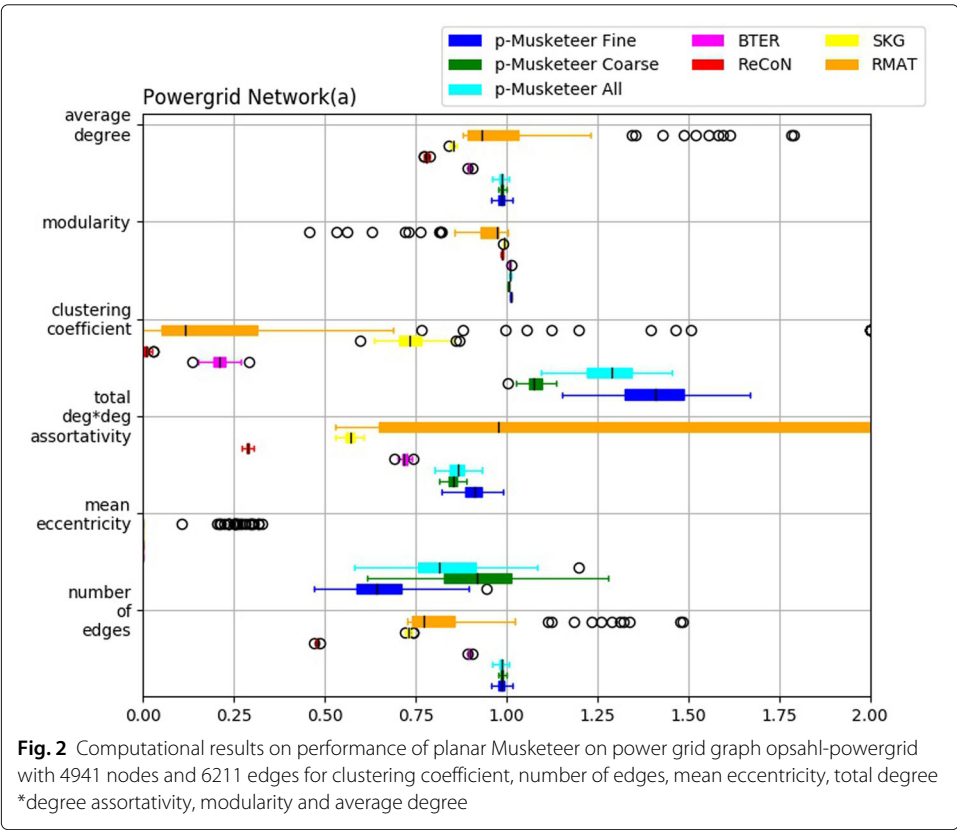 p-Musketeer Fine
p-Musketeer Coarse
p-Musketeer All
BTER
ReCoN
SKG
RMAT
Powergrid Network(a)
average
degree
modularity
clustering
coefficient
total
deg*deg
assortativity
mean
eccentricity
number
of
edges
0.00 0.25 0.50 0.75 1.00 1.25 1.50 1.75 2.00
Fig. 2 Computational results on performance of planar Musketeer on power grid graph opsahl-powergrid
with 4941 nodes and 6211 edges for clustering coefficient, number of edges, mean eccentricity, total degree
*degree assortativity, modularity and average degree